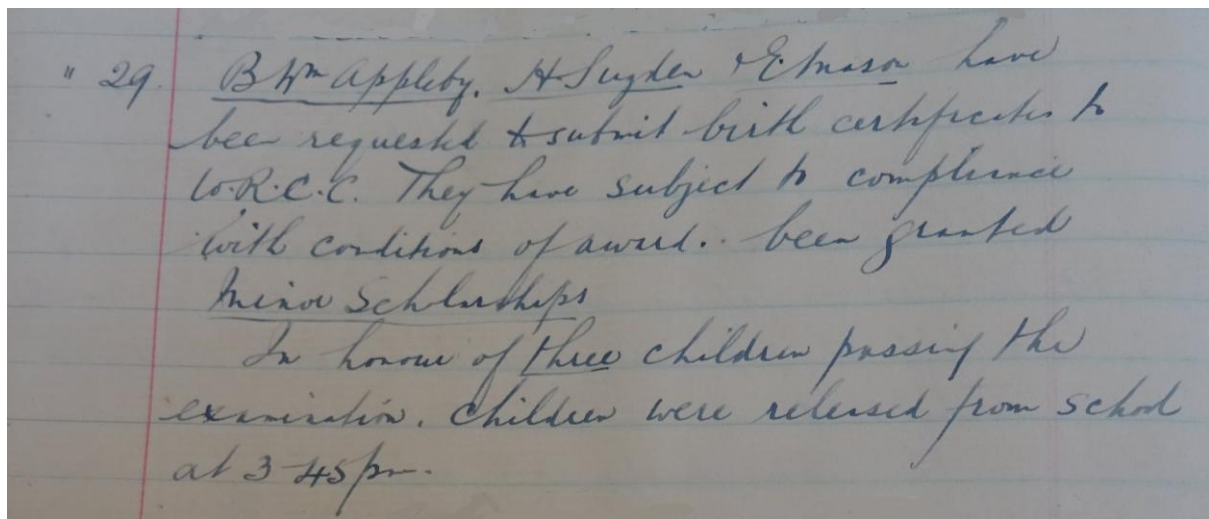 " 29. B Wm Appleby. H Sugden & E Mason have
been requested to submit birth certificates to
W.R.C.C. They have subject to compliance
with conditions of award.. been granted
Minor Scholarships
In honour of three children passing the
examination. Children were released from school
at 3-45 pm.